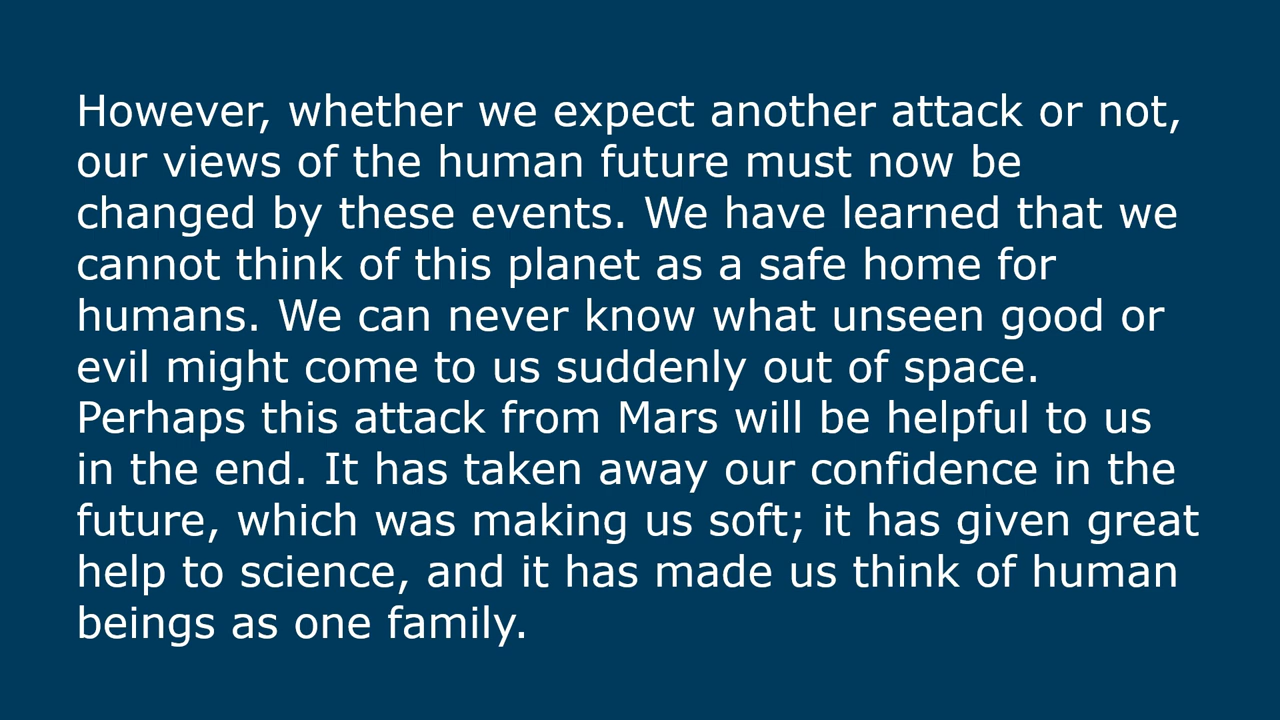 However, whether we expect another attack or not,
our views of the human future must now be
changed by these events. We have learned that we
cannot think of this planet as a safe home for
humans. We can never know what unseen good or
evil might come to us suddenly out of space.
Perhaps this attack from Mars will be helpful to us
in the end. It has taken away our confidence in the
future, which was making us soft; it has given great
help to science, and it has made us think of human
beings as one family.